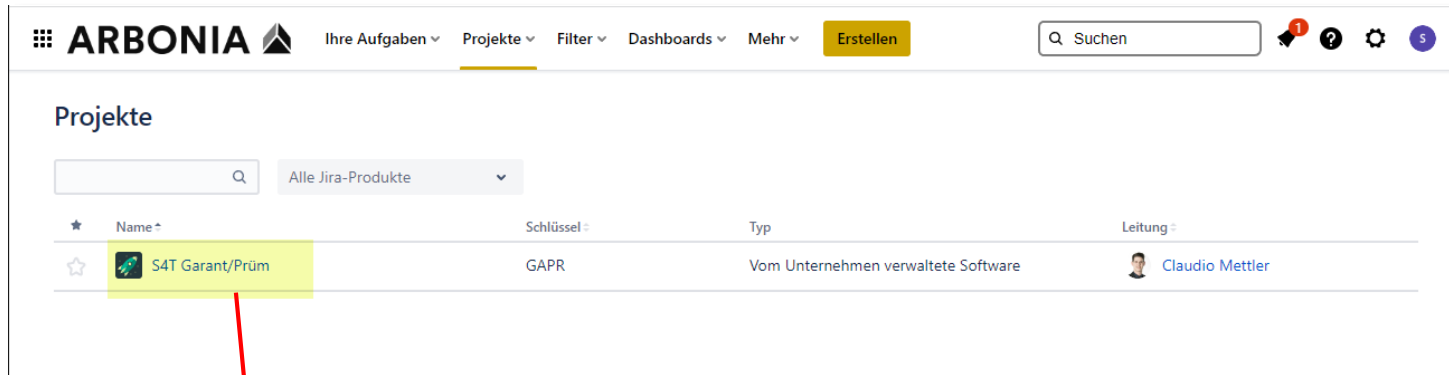 ARBONIA Ihre Aufgaben Projekte Filter Dashboards Mehr Erstellen Suchen 1 S
Projekte
Alle Jira-Produkte
Name Schlüssel Typ Leitung
S4T Garant/Prüm GAPR Vom Unternehmen verwaltete Software Claudio Mettler